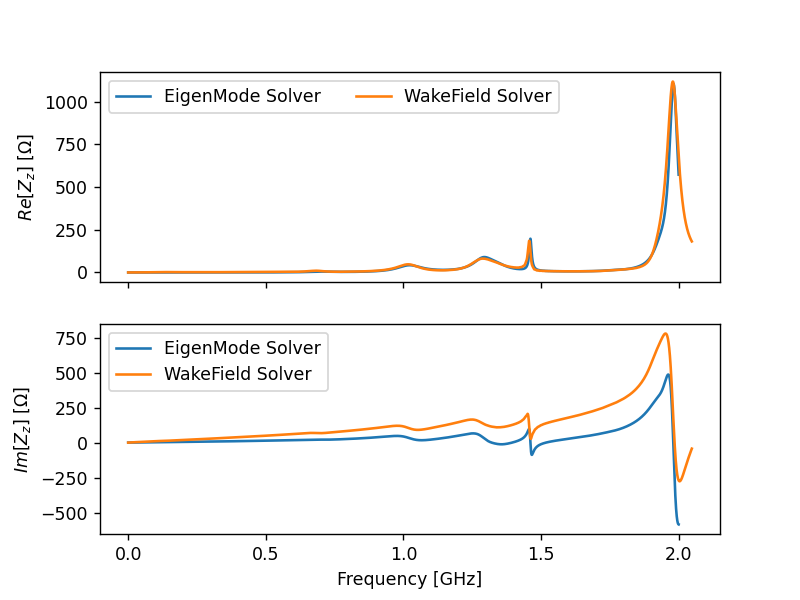 1000
750
500
250
0
Re[Z_z] [Ω]
EigenMode Solver WakeField Solver
750
500
250
0
−250
−500
Im[Z_z] [Ω]
EigenMode Solver
WakeField Solver
0.0 0.5 1.0 1.5 2.0
Frequency [GHz]